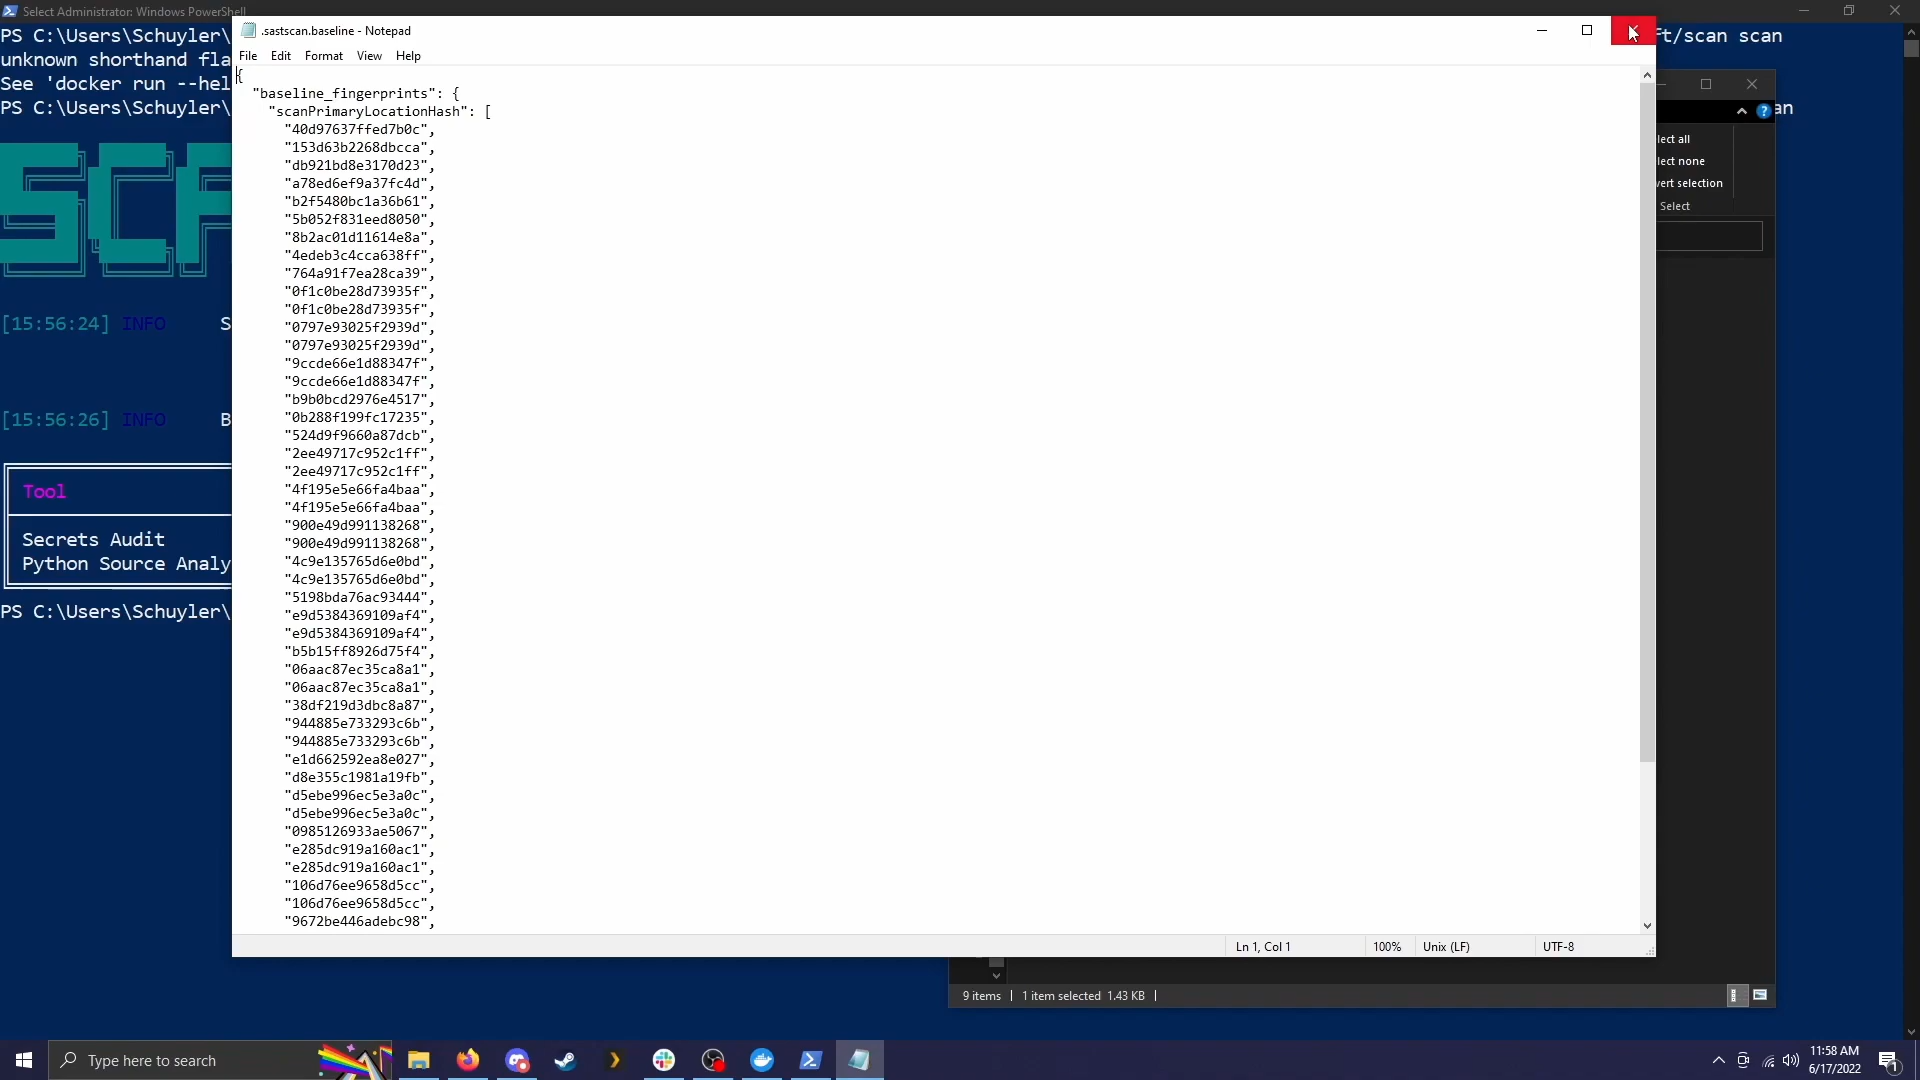 Select Administrator: Windows PowerShell
PS C:\Users\Schuyler\
ft/scan scan
unknown shorthand fla
See 'docker run --hel
PS C:\Users\Schuyler\
an
SCA
[15:56:24] INFO S
[15:56:26] INFO B
Tool
Secrets Audit
Python Source Analy
PS C:\Users\Schuyler\
.sastscan.baseline - Notepad
File Edit Format View Help
{
"baseline_fingerprints": {
"scanPrimaryLocationHash": [
"40d97637ffed7b0c",
"153d63b2268dbcca",
"db921bd8e3170d23",
"a78ed6ef9a37fc4d",
"b2f5480bc1a36b61",
"5b052f831eed8050",
"8b2ac01d11614e8a",
"4edeb3c4cca638ff",
"764a91f7ea28ca39",
"0f1c0be28d73935f",
"0f1c0be28d73935f",
"0797e93025f2939d",
"0797e93025f2939d",
"9ccde66e1d88347f",
"9ccde66e1d88347f",
"b9b0bcd2976e4517",
"0b288f199fc17235",
"524d9f9660a87dcb",
"2ee49717c952c1ff",
"2ee49717c952c1ff",
"4f195e5e66fa4baa",
"4f195e5e66fa4baa",
"900e49d991138268",
"900e49d991138268",
"4c9e135765d6e0bd",
"4c9e135765d6e0bd",
"5198bda76ac93444",
"e9d5384369109af4",
"e9d5384369109af4",
"b5b15ff8926d75f4",
"06aac87ec35ca8a1",
"06aac87ec35ca8a1",
"38df219d3dbc8a87",
"944885e733293c6b",
"944885e733293c6b",
"e1d662592ea8e027",
"d8e355c1981a19fb",
"d5ebe996ec5e3a0c",
"d5ebe996ec5e3a0c",
"0985126933ae5067",
"e285dc919a160ac1",
"e285dc919a160ac1",
"106d76ee9658d5cc",
"106d76ee9658d5cc",
"9672be446adebc98",
Ln 1, Col 1 100% Unix (LF) UTF-8
lect all
lect none
vert selection
Select
9 items 1 item selected 1.43 KB
Type here to search
11:58 AM
6/17/2022
1